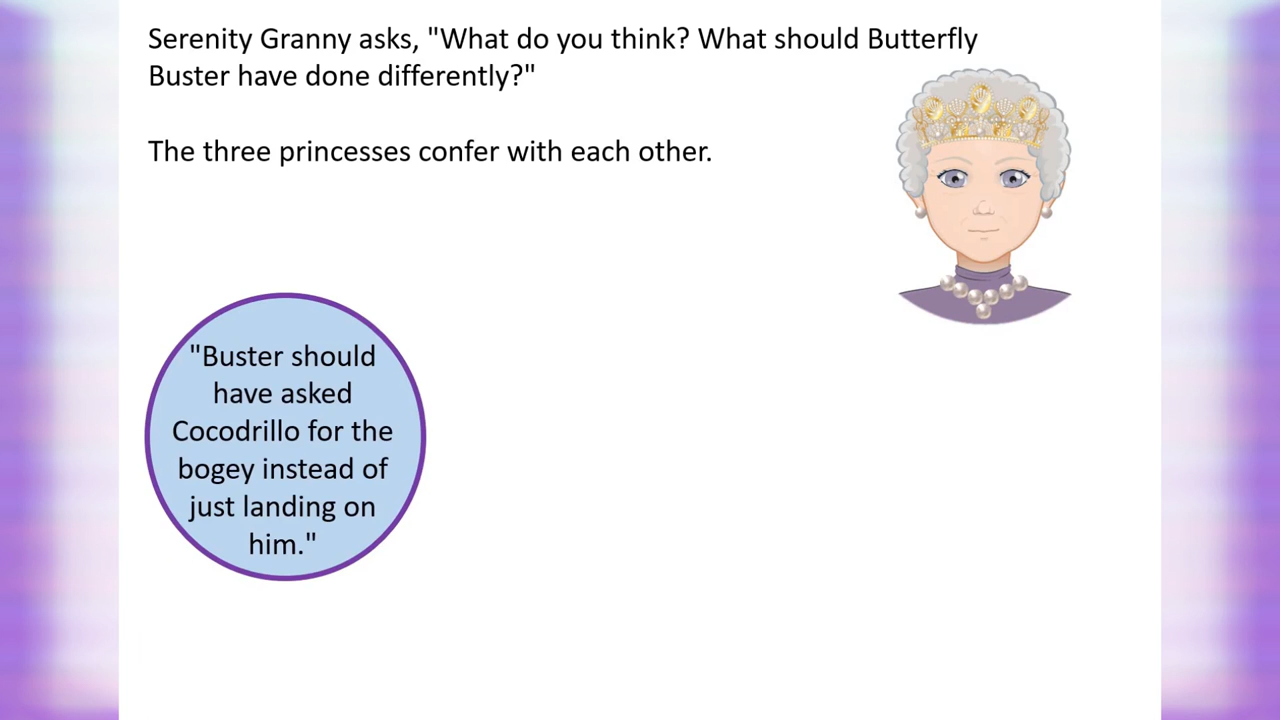 Serenity Granny asks, "What do you think? What should Butterfly
Buster have done differently?"
The three princesses confer with each other.
"Buster should
have asked
Cocodrillo for the
bogey instead of
just landing on
him."